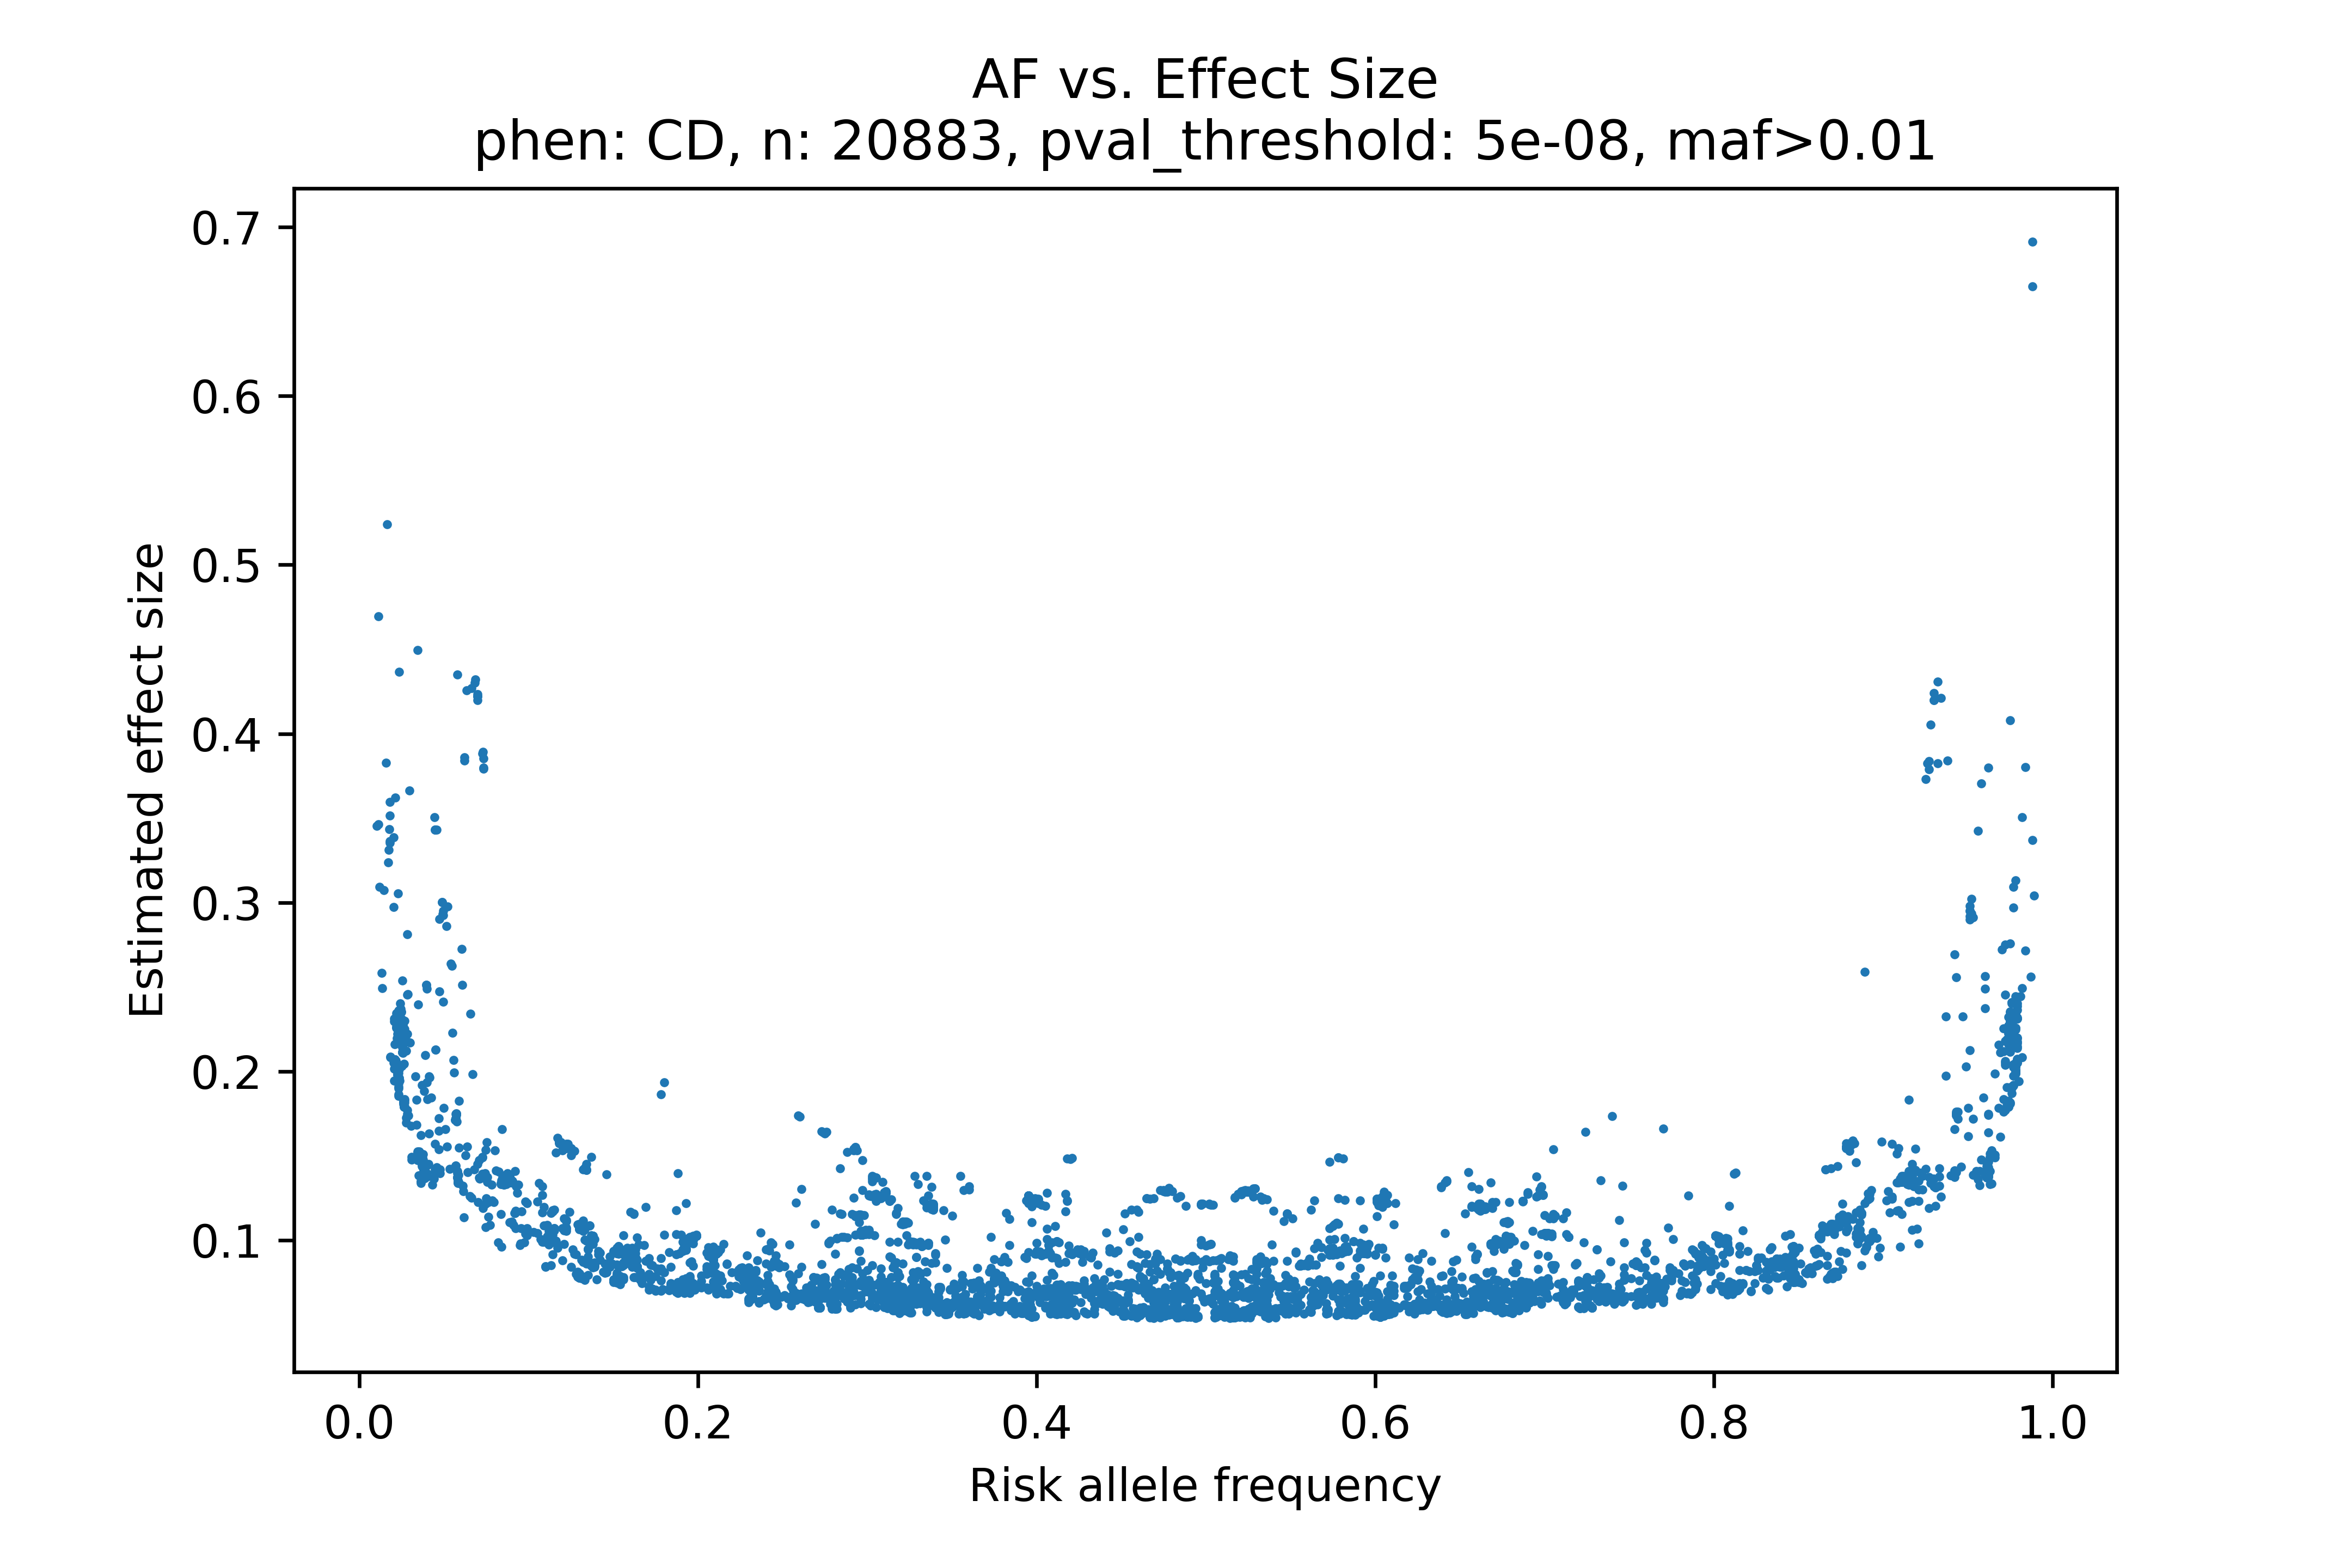 AF vs. Effect Size
phen: CD, n: 20883, pval_threshold: 5e-08, maf>0.01
0.7
0.6
0.5
0.4
0.3
0.2
0.1
Estimated effect size
0.0 0.2 0.4 0.6 0.8 1.0
Risk allele frequency